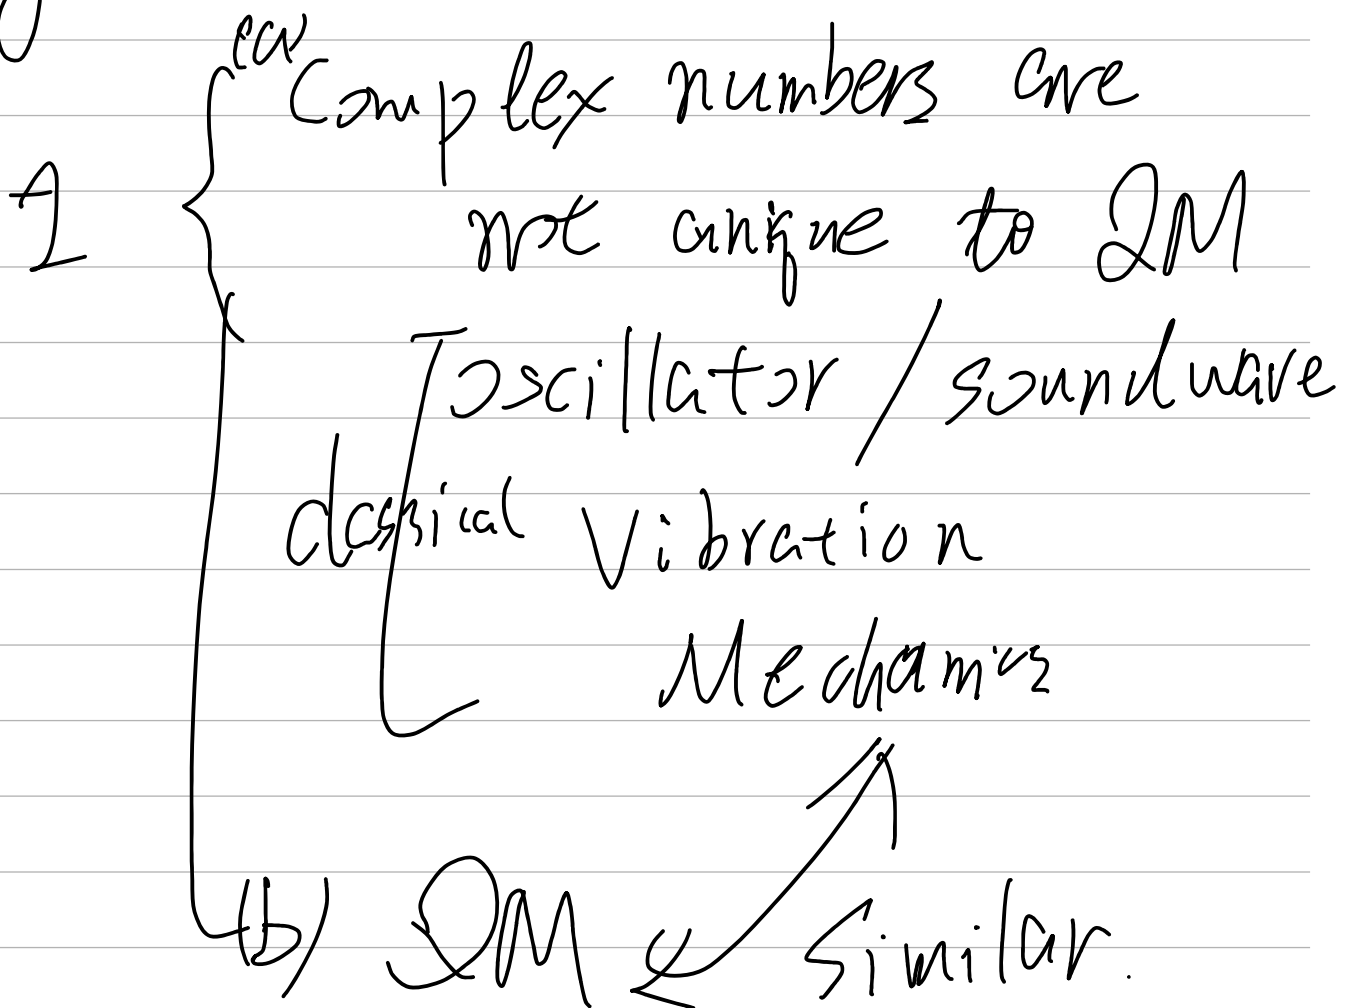 (a) Complex numbers are
1
not unique to QM
oscillator / soundwave
classical Vibration
Mechanics
(b) QM similar.